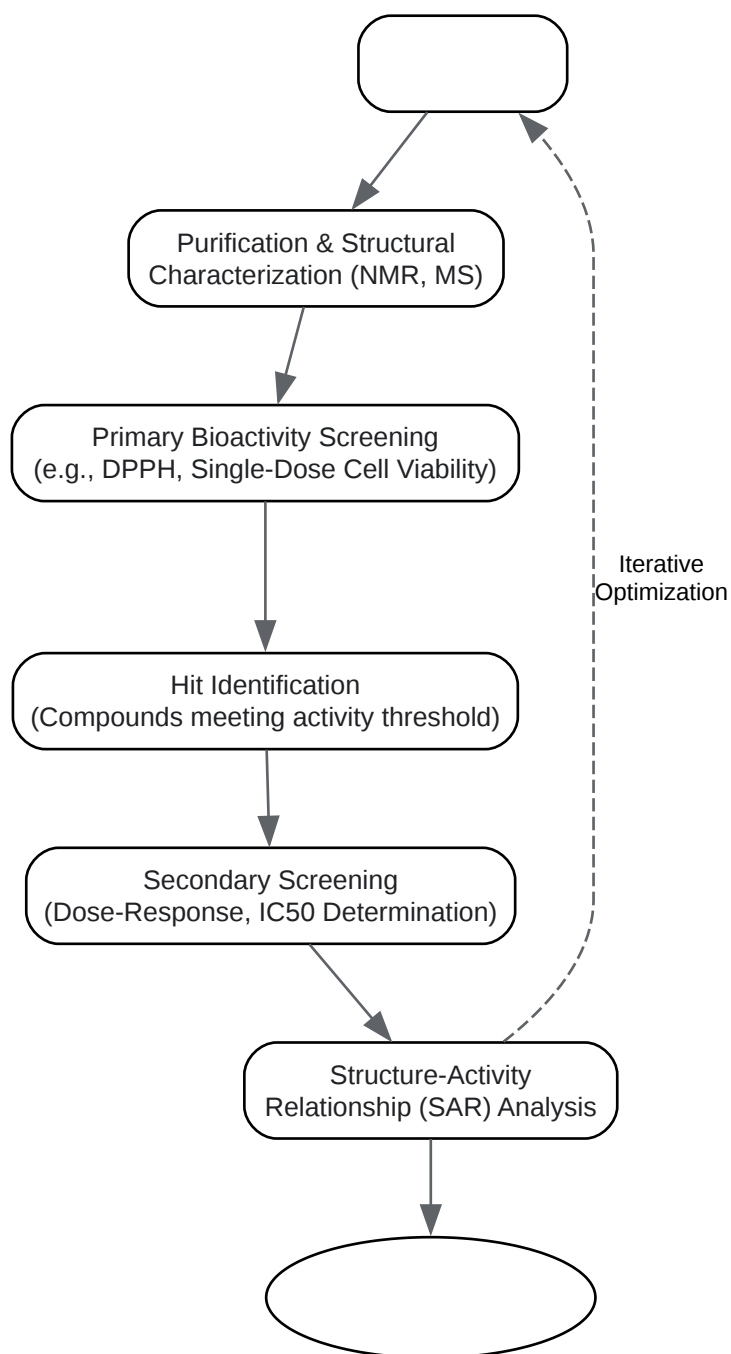 Purification & Structural
Characterization (NMR, MS)
Primary Bioactivity Screening
(e.g., DPPH, Single-Dose Cell Viability)
Iterative
Optimization
Hit Identification
(Compounds meeting activity threshold)
Secondary Screening
(Dose-Response, IC50 Determination)
Structure-Activity
Relationship (SAR) Analysis